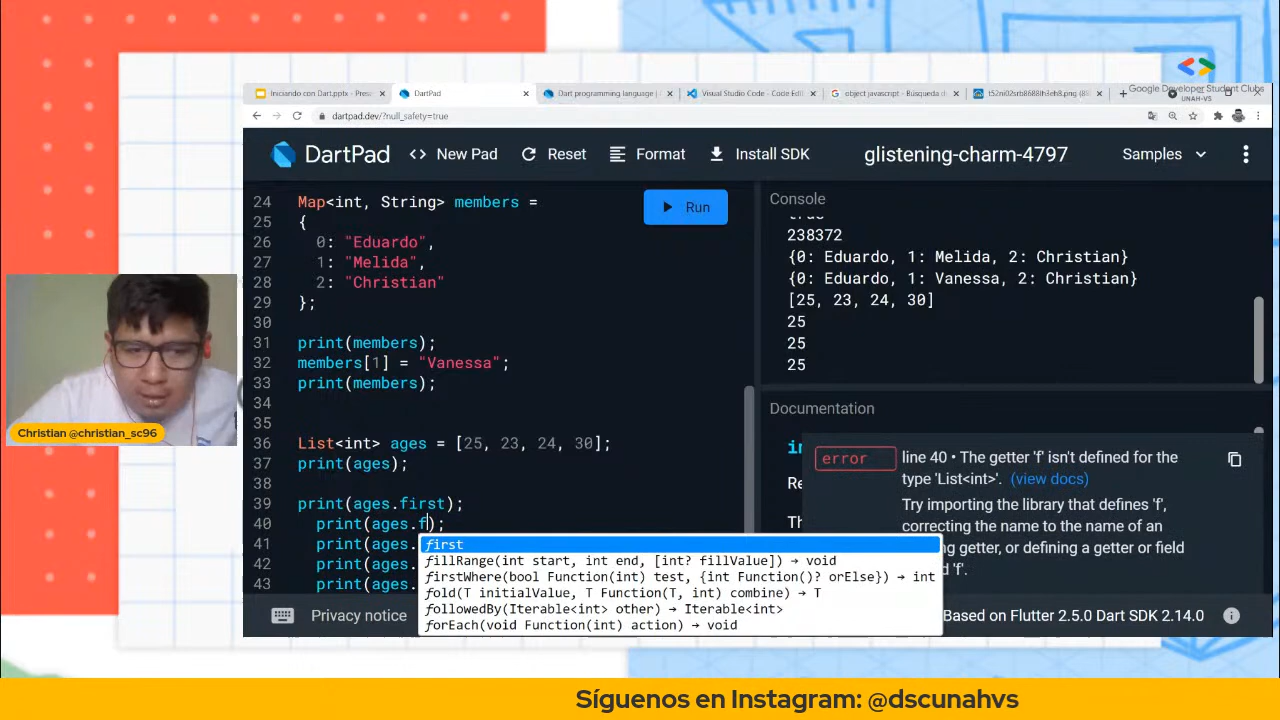 Iniciando con Dart.pptx - Pres
DartPad
Dart programming language |
Visual Studio Code - Code Edit
object javascript - Búsqueda d
Google Developer Student Clubs
UNAH-VS
dartpad.dev/?null_safety=true
DartPad
<> New Pad
Reset
Format
Install SDK
glistening-charm-4797
Samples
24 Map<int, String> members =
25 {
26 0: "Eduardo",
27 1: "Melida",
28 2: "Christian"
29 };
30
31 print(members);
32 members[1] = "Vanessa";
33 print(members);
34
35
36 List<int> ages = [25, 23, 24, 30];
37 print(ages);
38
39 print(ages.first);
40 print(ages.f);
41 print(ages.
42 print(ages.
43 print(ages.
first
fillRange(int start, int end, [int? fillValue]) → void
firstWhere(bool Function(int) test, {int Function()? orElse}) → int
fold(T initialValue, T Function(T, int) combine) → T
followedBy(Iterable<int> other) → Iterable<int>
forEach(void Function(int) action) → void
Run
Console
true
238372
{0: Eduardo, 1: Melida, 2: Christian}
{0: Eduardo, 1: Vanessa, 2: Christian}
[25, 23, 24, 30]
25
25
25
Documentation
error
line 40 • The getter 'f' isn't defined for the
type 'List<int>'. (view docs)
Try importing the library that defines 'f',
correcting the name to the name of an
getter, or defining a getter or field
'f'.
Privacy notice
Based on Flutter 2.5.0 Dart SDK 2.14.0
Christian @christian_sc96
Síguenos en Instagram: @dscunahvs